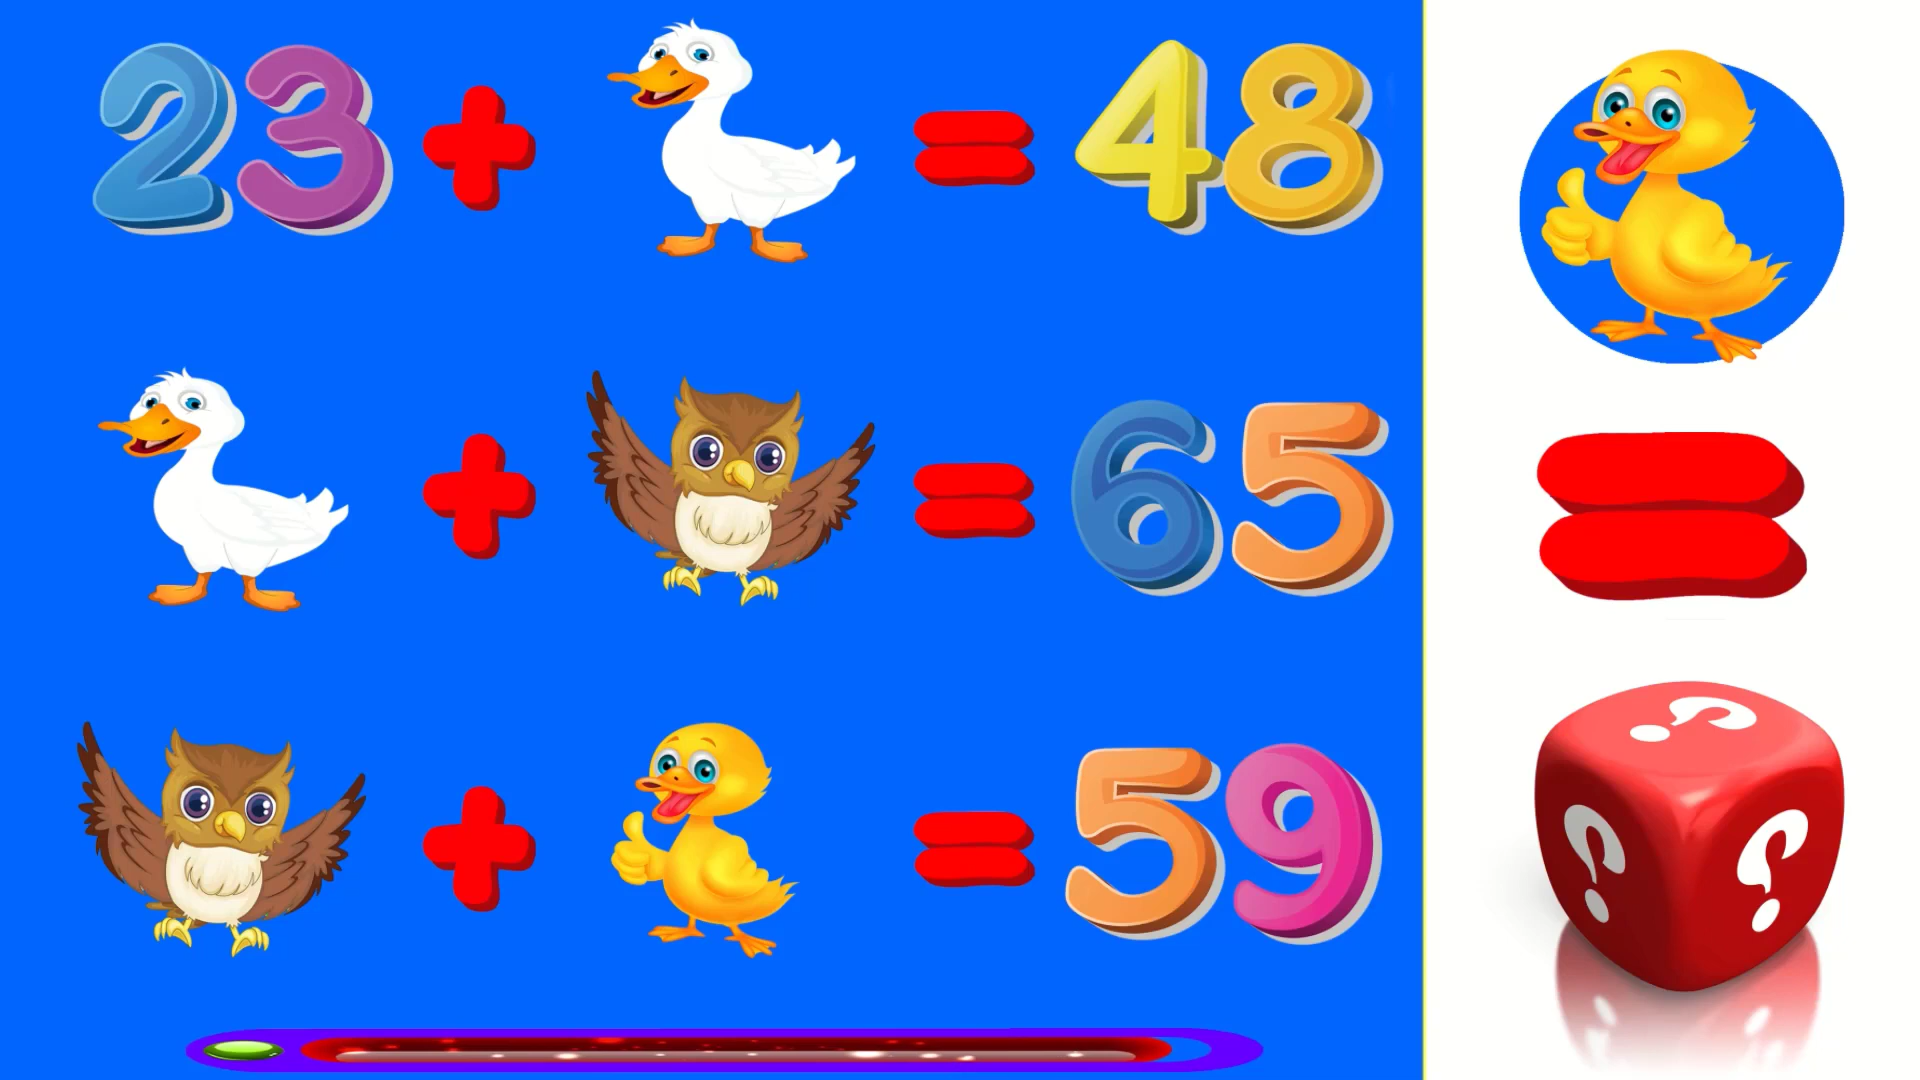 23 + = 48
+ = 65
+ = 59
=
? ? ?